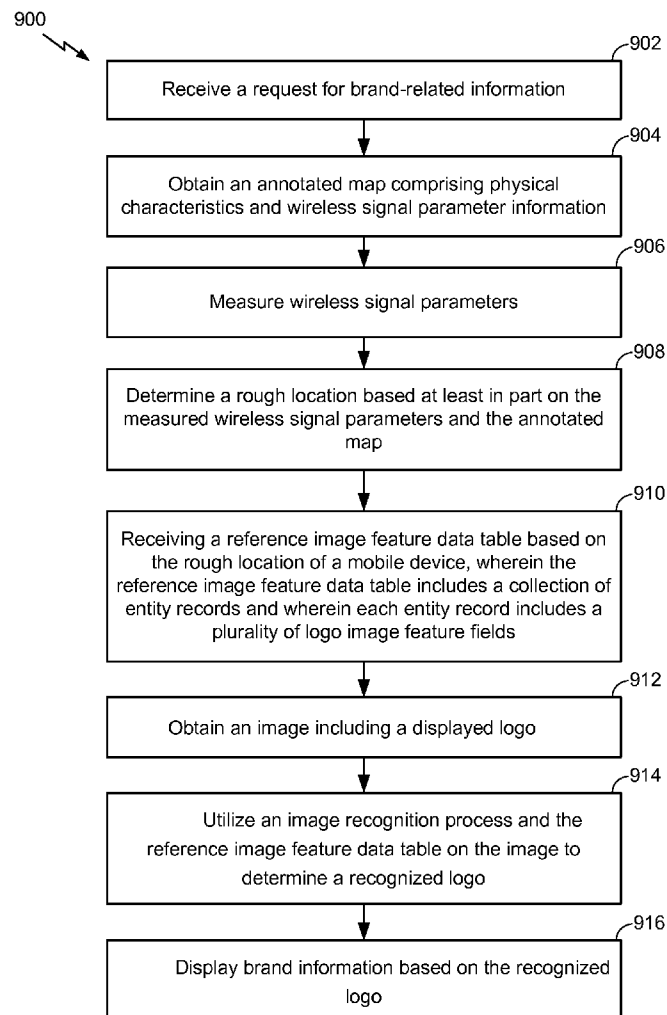 900
902
Receive a request for brand-related information
904
Obtain an annotated map comprising physical
characteristics and wireless signal parameter information
906
Measure wireless signal parameters
908
Determine a rough location based at least in part on the
measured wireless signal parameters and the annotated
map
910
Receiving a reference image feature data table based on
the rough location of a mobile device, wherein the
reference image feature data table includes a collection of
entity records and wherein each entity record includes a
plurality of logo image feature fields
912
Obtain an image including a displayed logo
914
Utilize an image recognition process and the
reference image feature data table on the image to
determine a recognized logo
916
Display brand information based on the recognized
logo